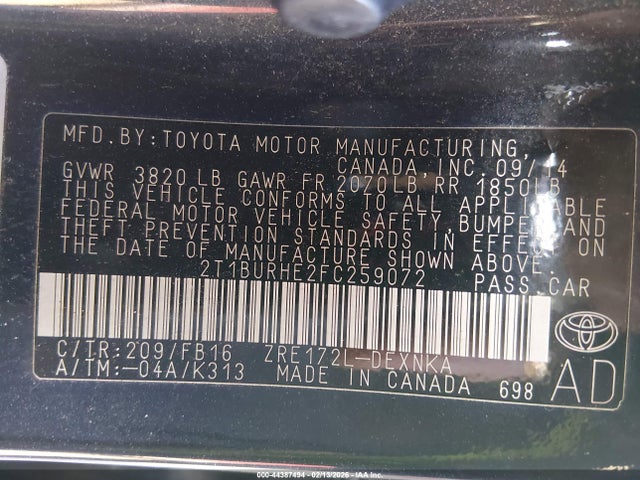 MFD. BY: TOYOTA MOTOR MANUFACTURING,
CANADA, INC. 09/14
GVWR 3820 LB GAWR FR 2070LB RR 1850LB
THIS VEHICLE CONFORMS TO ALL APPLICABLE
FEDERAL MOTOR VEHICLE SAFETY, BUMPER, AND
THEFT PREVENTION STANDARDS IN EFFECT ON
THE DATE OF MANUFACTURE SHOWN ABOVE.
2T1BURHE2FC259072 PASS CAR
C/TR: 209/FB16 ZRE172L-DEXNKA
A/TM: -04A/K313 MADE IN CANADA 698
AD
000-44387494 - 02/13/2026 - IAA Inc.